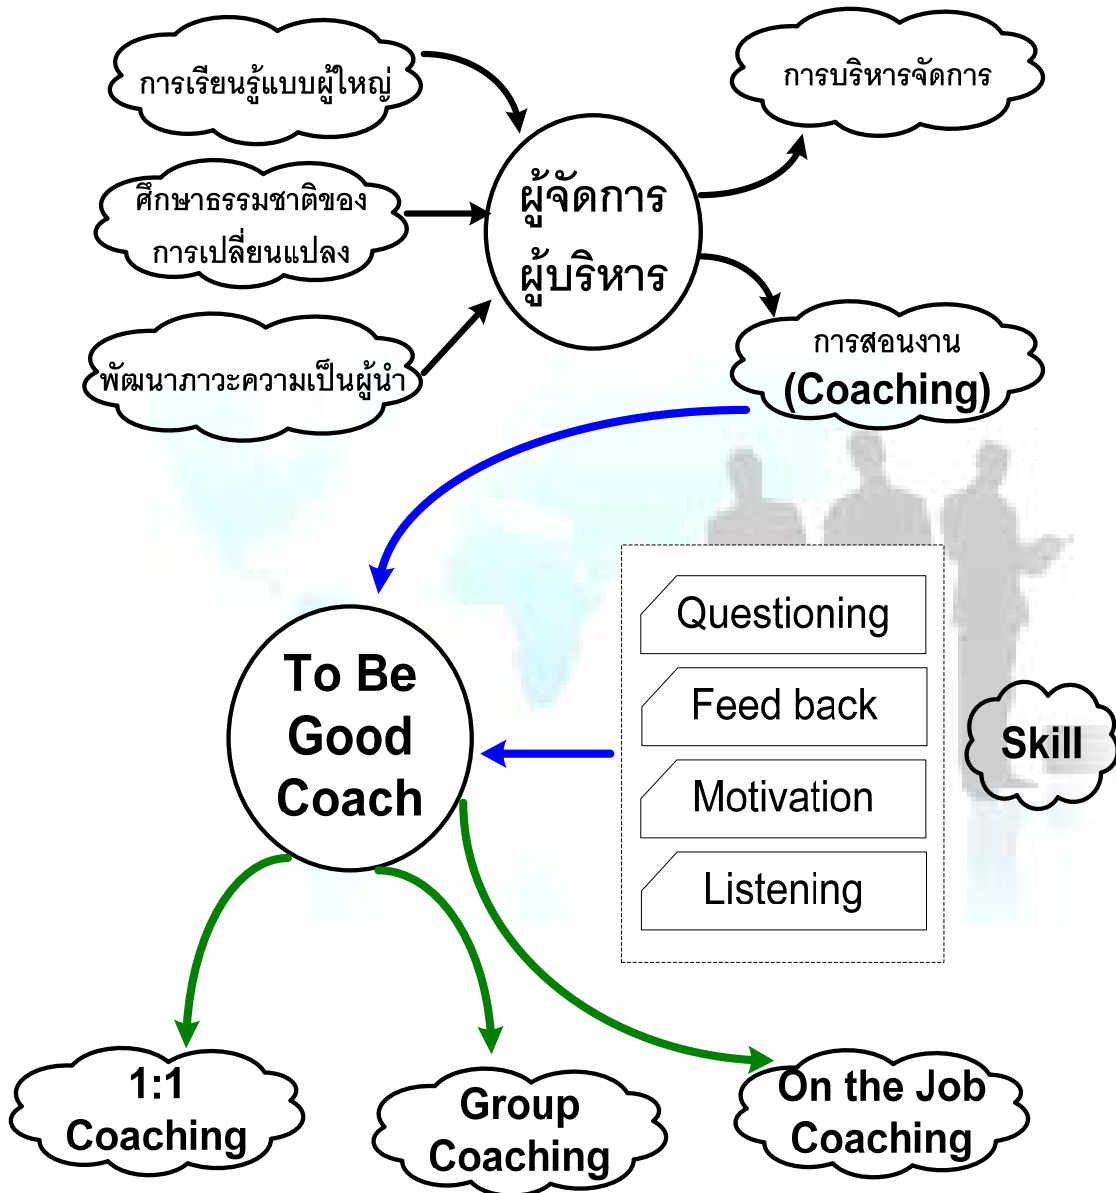 การเรียนรู้แบบผู้ใหญ่
การบริหารจัดการ
ศึกษาธรรมชาติของ
การเปลี่ยนแปลง
ผู้จัดการ
ผู้บริหาร
พัฒนาภาวะความเป็นผู้นำ
การสอนงาน
(Coaching)
To Be
Good
Coach
Questioning
Feed back
Motivation
Listening
Skill
1:1
Coaching
Group
Coaching
On the Job
Coaching